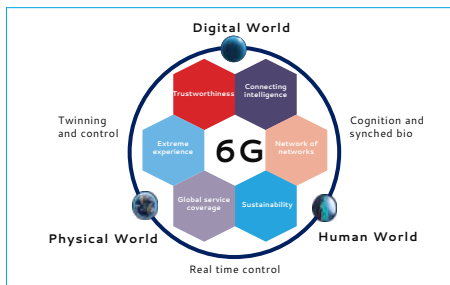 Digital World
Trustworthiness
Connecting
intelligence
Twinning
and control
Cognition and
synched bio
Extreme
experience
6G
Network of
networks
Global service
coverage
Sustainability
Physical World
Human World
Real time control